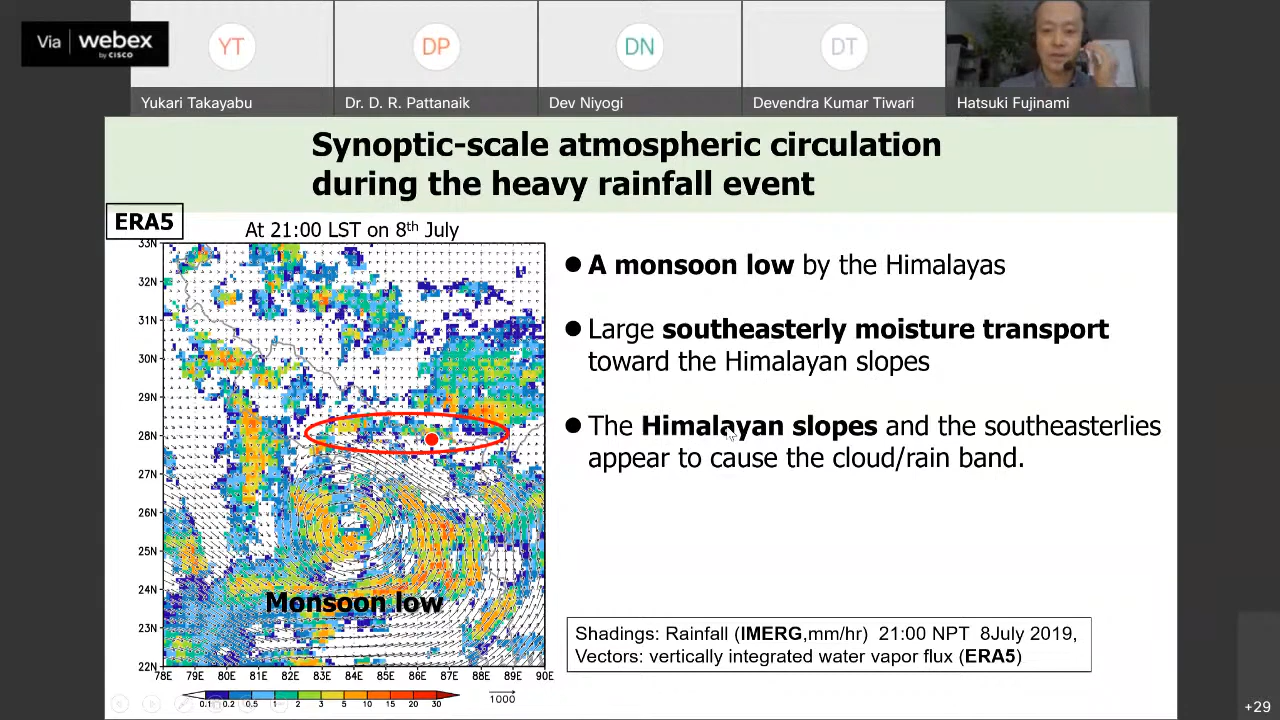 Via webex
by CISCO
YT
DP
DN
DT
Yukari Takayabu
Dr. D. R. Pattanaik
Dev Niyogi
Devendra Kumar Tiwari
Hatsuki Fujinami
Synoptic-scale atmospheric circulation
during the heavy rainfall event
ERA5
At 21:00 LST on 8th July
33N
32N
31N
30N
29N
28N
27N
26N
25N
24N
23N
22N
78E 79E 80E 81E 82E 83E 84E 85E 86E 87E 88E 89E 90E
Monsoon low
0.1 0.2 0.5 1 2 3 5 10 15 20 30
1000
● A monsoon low by the Himalayas
● Large southeasterly moisture transport
toward the Himalayan slopes
● The Himalayan slopes and the southeasterlies
appear to cause the cloud/rain band.
Shadings: Rainfall (IMERG,mm/hr) 21:00 NPT 8July 2019,
Vectors: vertically integrated water vapor flux (ERA5)
+29